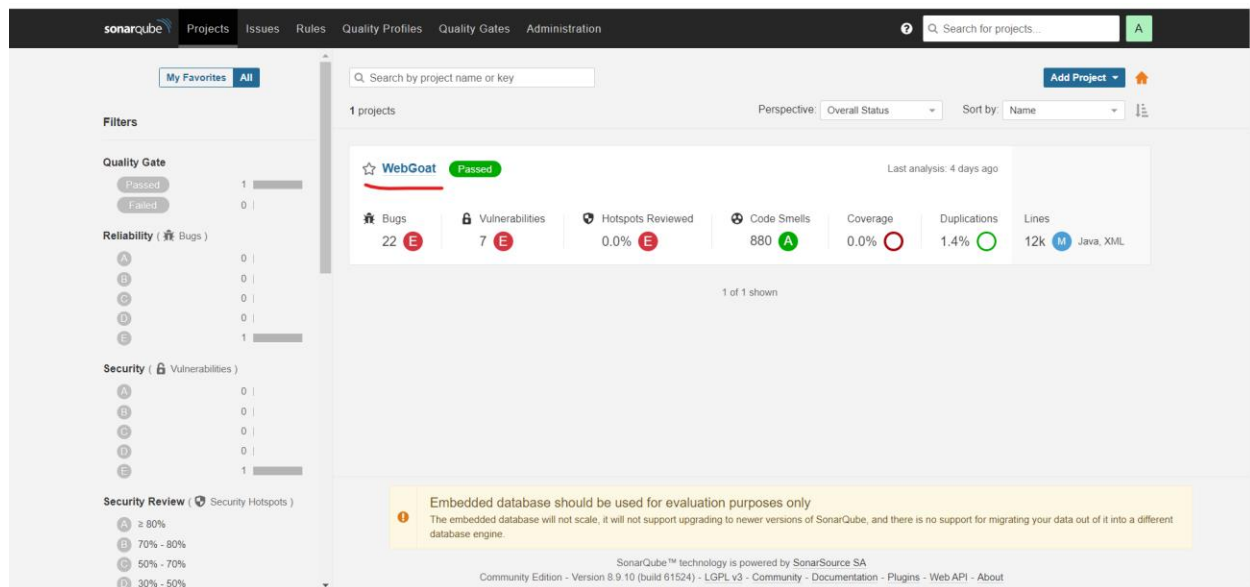 sonarqube Projects Issues Rules Quality Profiles Quality Gates Administration ? Search for projects... A
My Favorites All
Search by project name or key
Add Project
1 projects
Perspective: Overall Status Sort by: Name
Filters
Quality Gate
Passed 1
Failed 0
Reliability ( Bugs )
A 0
B 0
C 0
D 0
E 1
Security ( Vulnerabilities )
A 0
B 0
C 0
D 0
E 1
Security Review ( Security Hotspots )
A ≥ 80%
B 70% - 80%
C 50% - 70%
D 30% - 50%
WebGoat Passed
Last analysis: 4 days ago
Bugs Vulnerabilities Hotspots Reviewed Code Smells Coverage Duplications Lines
22 E 7 E 0.0% E 880 A 0.0% 1.4% 12k M Java, XML
1 of 1 shown
Embedded database should be used for evaluation purposes only
The embedded database will not scale, it will not support upgrading to newer versions of SonarQube, and there is no support for migrating your data out of it into a different
database engine.
SonarQube™ technology is powered by SonarSource SA
Community Edition - Version 8.9.10 (build 61524) - LGPL v3 - Community - Documentation - Plugins - Web API - About